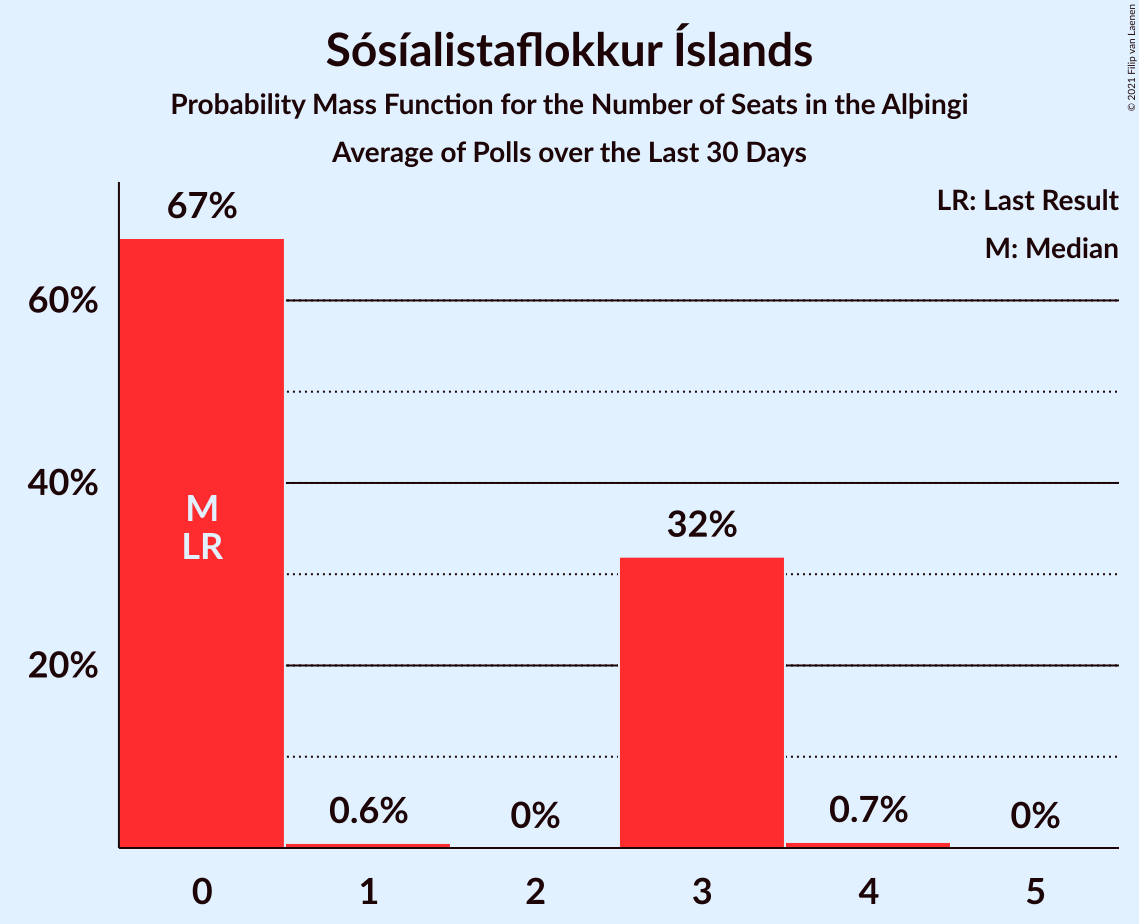 Sósíalistaflokkur Íslands
Probability Mass Function for the Number of Seats in the Alþingi
Average of Polls over the Last 30 Days
© 2021 Filip van Laenen
LR: Last Result
M: Median
67%
60%
40%
20%
M
LR
0.6%
0%
32%
0.7%
0%
0 1 2 3 4 5